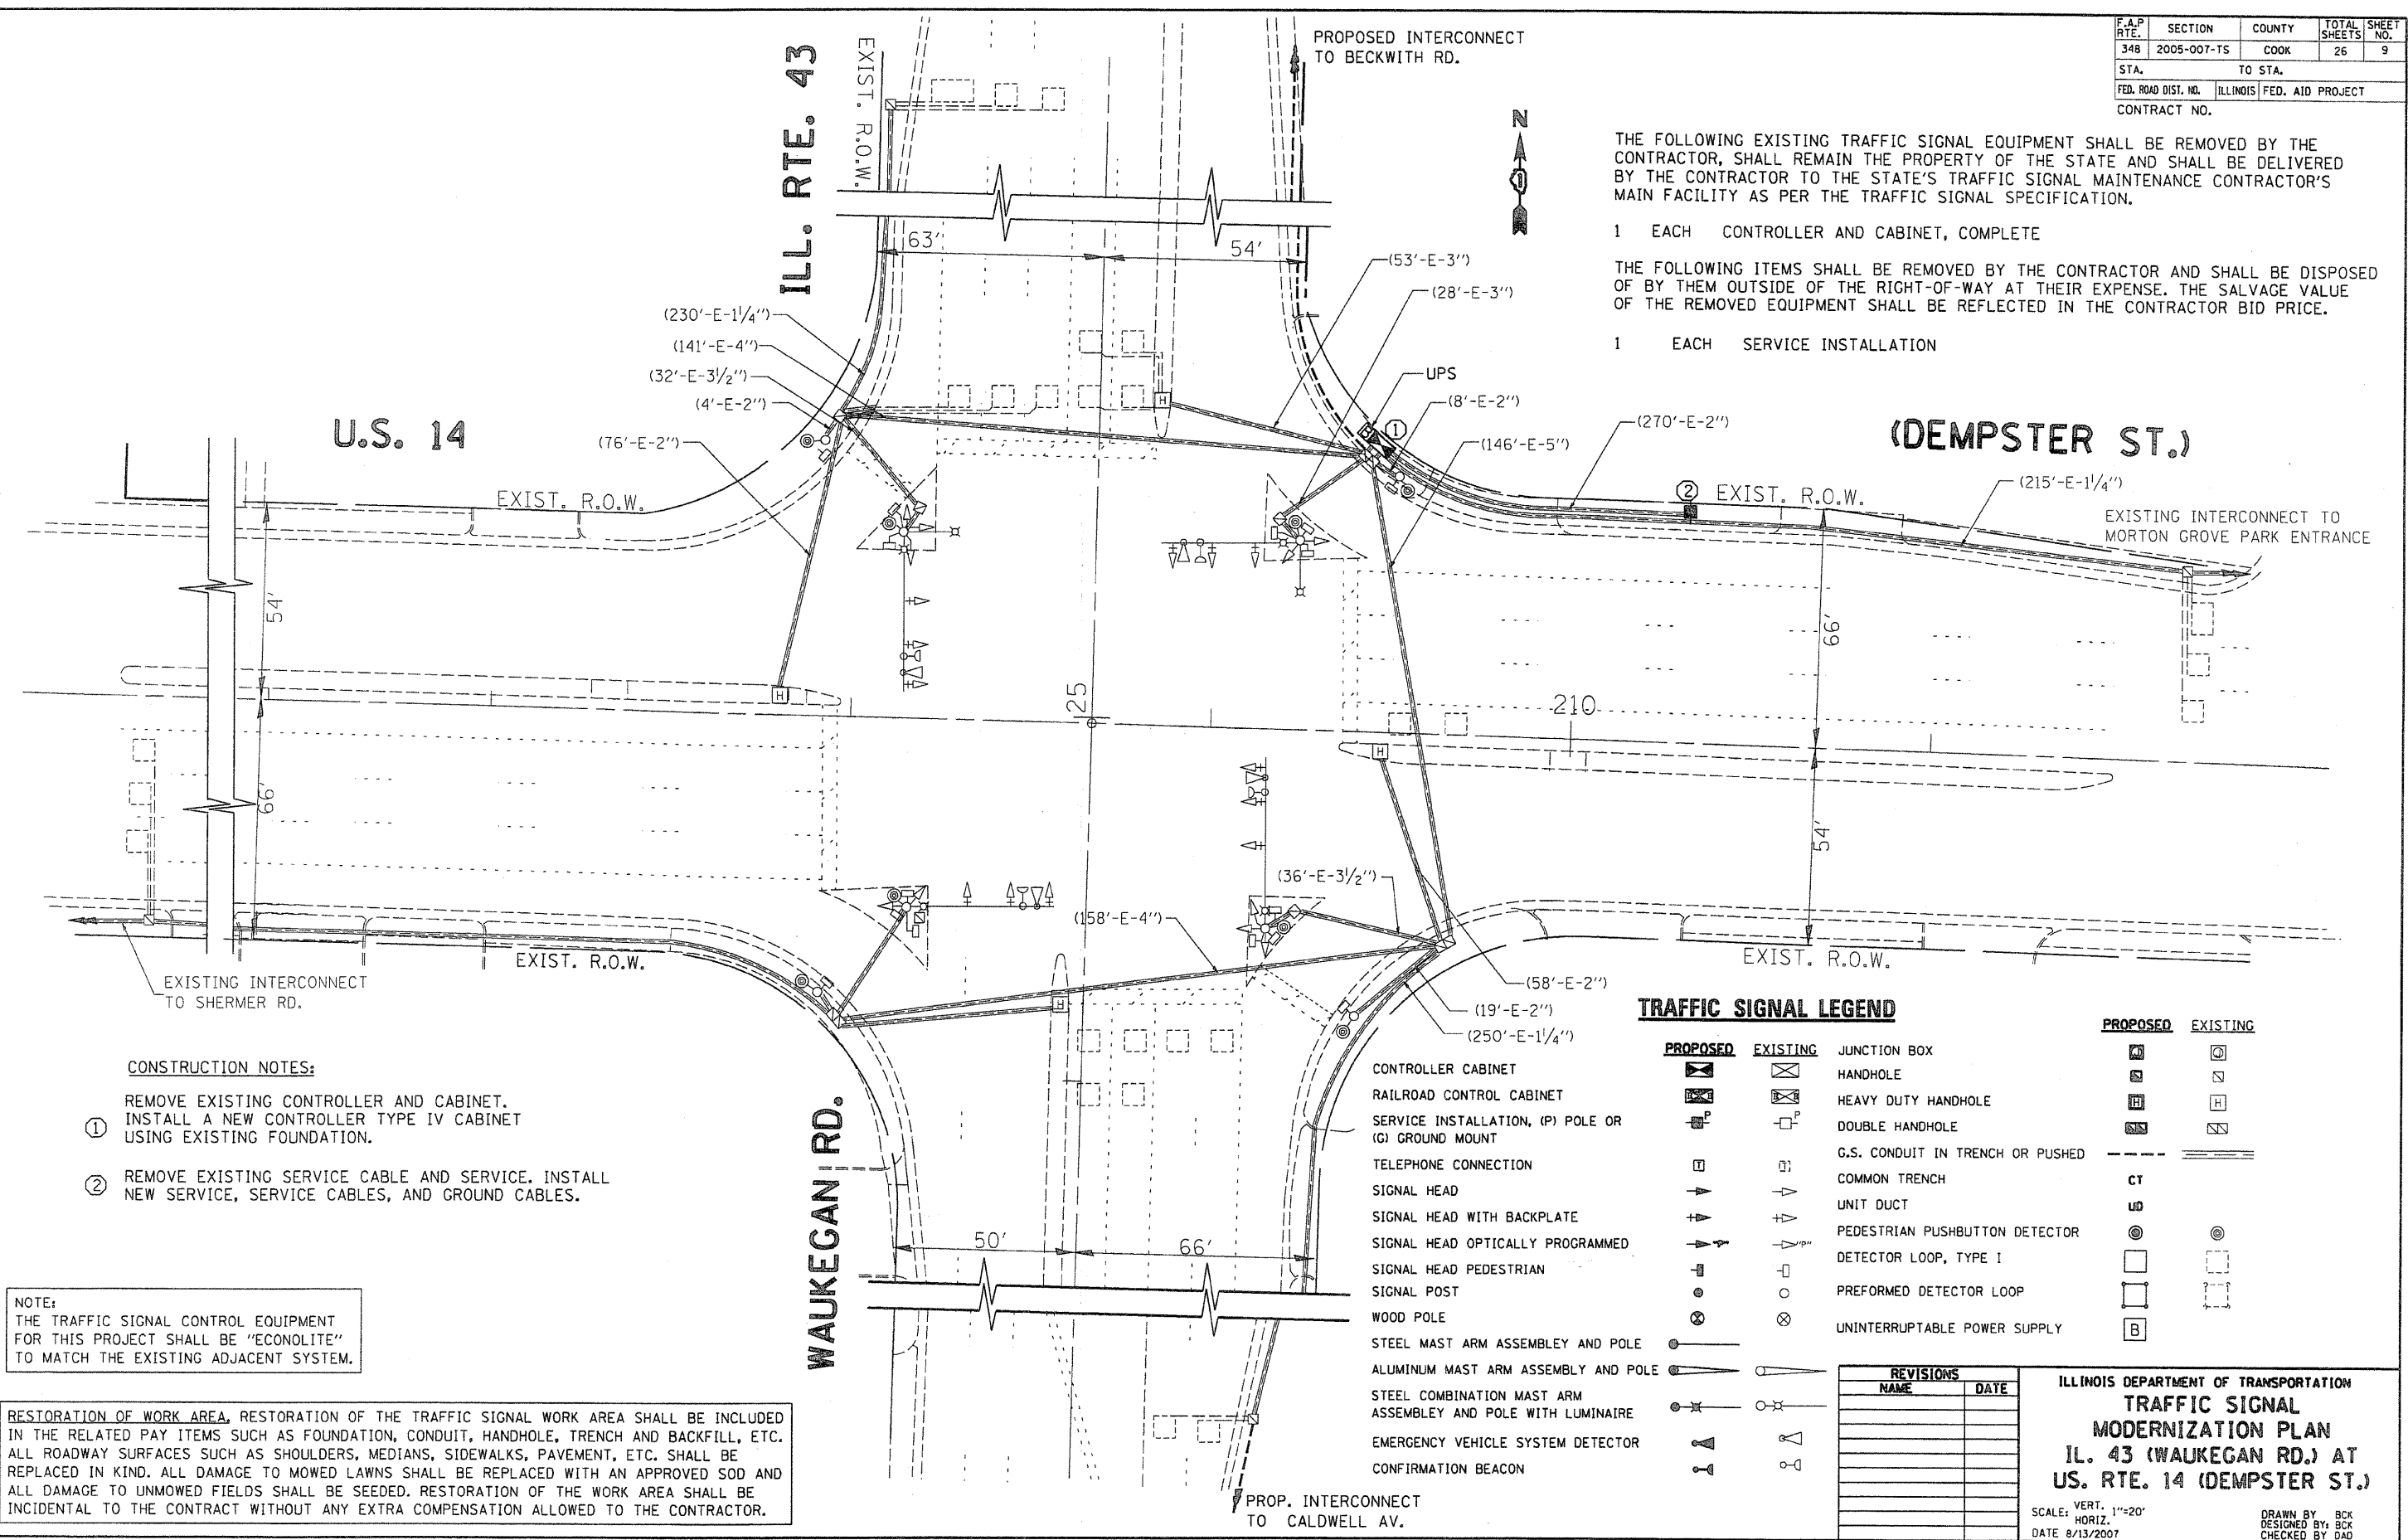 F.A.P RTE. SECTION COUNTY TOTAL SHEETS SHEET NO.
348 2005-007-TS COOK 26 9
STA. TO STA.
FED. ROAD DIST. NO. ILLINOIS FED. AID PROJECT
CONTRACT NO.
PROPOSED INTERCONNECT
TO BECKWITH RD.
ILL. RTE. 43
EXIST. R.O.W.
N
1
THE FOLLOWING EXISTING TRAFFIC SIGNAL EQUIPMENT SHALL BE REMOVED BY THE
CONTRACTOR, SHALL REMAIN THE PROPERTY OF THE STATE AND SHALL BE DELIVERED
BY THE CONTRACTOR TO THE STATE'S TRAFFIC SIGNAL MAINTENANCE CONTRACTOR'S
MAIN FACILITY AS PER THE TRAFFIC SIGNAL SPECIFICATION.
1 EACH CONTROLLER AND CABINET, COMPLETE
THE FOLLOWING ITEMS SHALL BE REMOVED BY THE CONTRACTOR AND SHALL BE DISPOSED
OF BY THEM OUTSIDE OF THE RIGHT-OF-WAY AT THEIR EXPENSE. THE SALVAGE VALUE
OF THE REMOVED EQUIPMENT SHALL BE REFLECTED IN THE CONTRACTOR BID PRICE.
1 EACH SERVICE INSTALLATION
63'
54'
(53'-E-3'')
(28'-E-3'')
(230'-E-1 1/4'')
(141'-E-4'')
(32'-E-3 1/2'')
(4'-E-2'')
(76'-E-2'')
UPS
(8'-E-2'')
1
(146'-E-5'')
(270'-E-2'')
U.S. 14
(DEMPSTER ST.)
H
B
EXIST. R.O.W.
2
EXIST. R.O.W.
(215'-E-1 1/4'')
EXISTING INTERCONNECT TO
MORTON GROVE PARK ENTRANCE
54'
66'
H
25
210
H
66'
54'
(36'-E-3 1/2'')
(158'-E-4'')
EXIST. R.O.W.
EXIST. R.O.W.
EXISTING INTERCONNECT
TO SHERMER RD.
H
(58'-E-2'')
(19'-E-2'')
(250'-E-1 1/4'')
CONSTRUCTION NOTES:
1 REMOVE EXISTING CONTROLLER AND CABINET.
INSTALL A NEW CONTROLLER TYPE IV CABINET
USING EXISTING FOUNDATION.
2 REMOVE EXISTING SERVICE CABLE AND SERVICE. INSTALL
NEW SERVICE, SERVICE CABLES, AND GROUND CABLES.
WAUKEGAN RD.
50'
66'
PROP. INTERCONNECT
TO CALDWELL AV.
NOTE:
THE TRAFFIC SIGNAL CONTROL EQUIPMENT
FOR THIS PROJECT SHALL BE "ECONOLITE"
TO MATCH THE EXISTING ADJACENT SYSTEM.
RESTORATION OF WORK AREA. RESTORATION OF THE TRAFFIC SIGNAL WORK AREA SHALL BE INCLUDED
IN THE RELATED PAY ITEMS SUCH AS FOUNDATION, CONDUIT, HANDHOLE, TRENCH AND BACKFILL, ETC.
ALL ROADWAY SURFACES SUCH AS SHOULDERS, MEDIANS, SIDEWALKS, PAVEMENT, ETC. SHALL BE
REPLACED IN KIND. ALL DAMAGE TO MOWED LAWNS SHALL BE REPLACED WITH AN APPROVED SOD AND
ALL DAMAGE TO UNMOWED FIELDS SHALL BE SEEDED. RESTORATION OF THE WORK AREA SHALL BE
INCIDENTAL TO THE CONTRACT WITHOUT ANY EXTRA COMPENSATION ALLOWED TO THE CONTRACTOR.
TRAFFIC SIGNAL LEGEND
PROPOSED EXISTING
CONTROLLER CABINET
RAILROAD CONTROL CABINET
SERVICE INSTALLATION, (P) POLE OR P P
(G) GROUND MOUNT
TELEPHONE CONNECTION T T
SIGNAL HEAD
SIGNAL HEAD WITH BACKPLATE
SIGNAL HEAD OPTICALLY PROGRAMMED "P" "P"
SIGNAL HEAD PEDESTRIAN
SIGNAL POST
WOOD POLE
STEEL MAST ARM ASSEMBLEY AND POLE
ALUMINUM MAST ARM ASSEMBLY AND POLE
STEEL COMBINATION MAST ARM
ASSEMBLEY AND POLE WITH LUMINAIRE
EMERGENCY VEHICLE SYSTEM DETECTOR
CONFIRMATION BEACON
PROPOSED EXISTING
JUNCTION BOX
HANDHOLE
HEAVY DUTY HANDHOLE H H
DOUBLE HANDHOLE
G.S. CONDUIT IN TRENCH OR PUSHED
COMMON TRENCH CT
UNIT DUCT UD
PEDESTRIAN PUSHBUTTON DETECTOR
DETECTOR LOOP, TYPE I
PREFORMED DETECTOR LOOP
UNINTERRUPTABLE POWER SUPPLY B
REVISIONS
NAME DATE
ILLINOIS DEPARTMENT OF TRANSPORTATION
TRAFFIC SIGNAL
MODERNIZATION PLAN
IL. 43 (WAUKEGAN RD.) AT
US. RTE. 14 (DEMPSTER ST.)
SCALE: VERT. HORIZ. 1"=20'
DATE 8/13/2007
DRAWN BY BCK
DESIGNED BY: BCK
CHECKED BY DAD